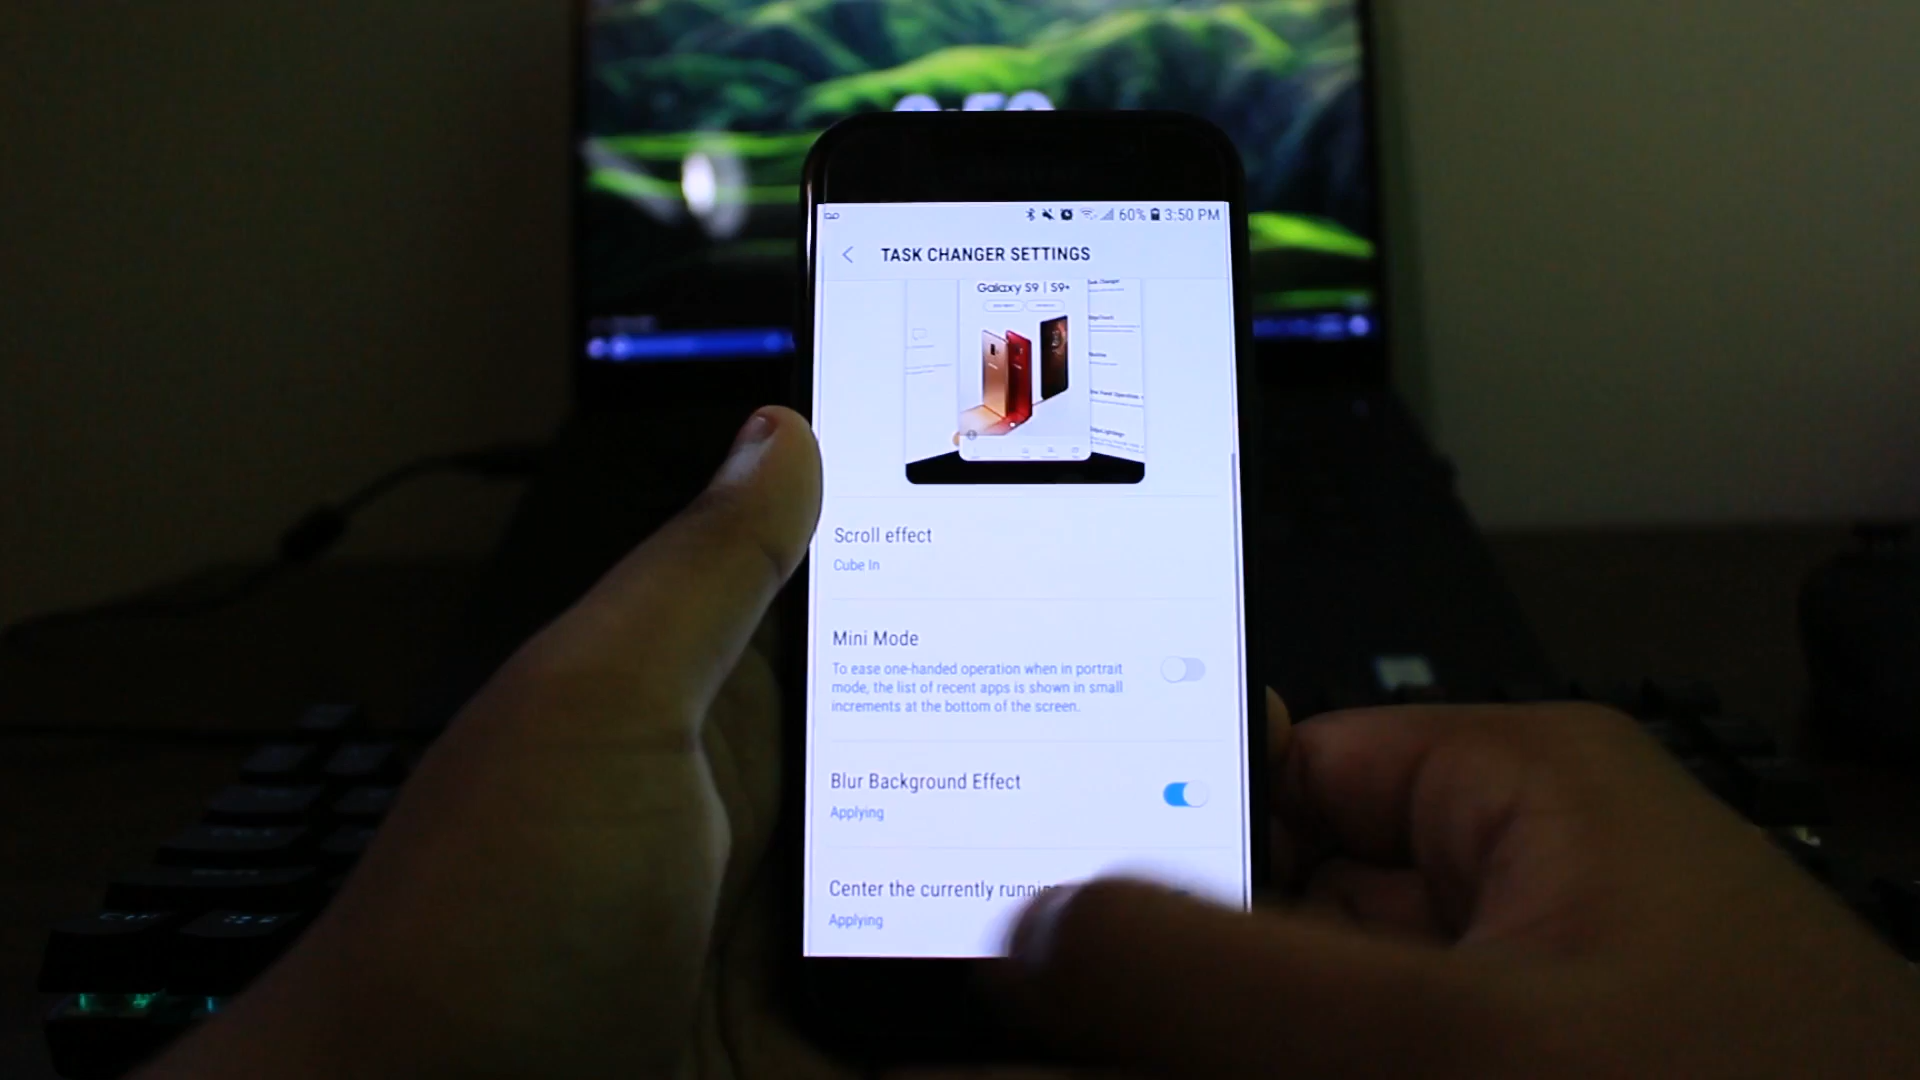 60% 3:50 PM
TASK CHANGER SETTINGS
Galaxy S9 | S9+
Scroll effect
Cube In
Mini Mode
To ease one-handed operation when in portrait
mode, the list of recent apps is shown in small
increments at the bottom of the screen.
Blur Background Effect
Applying
Center the currently
Applying